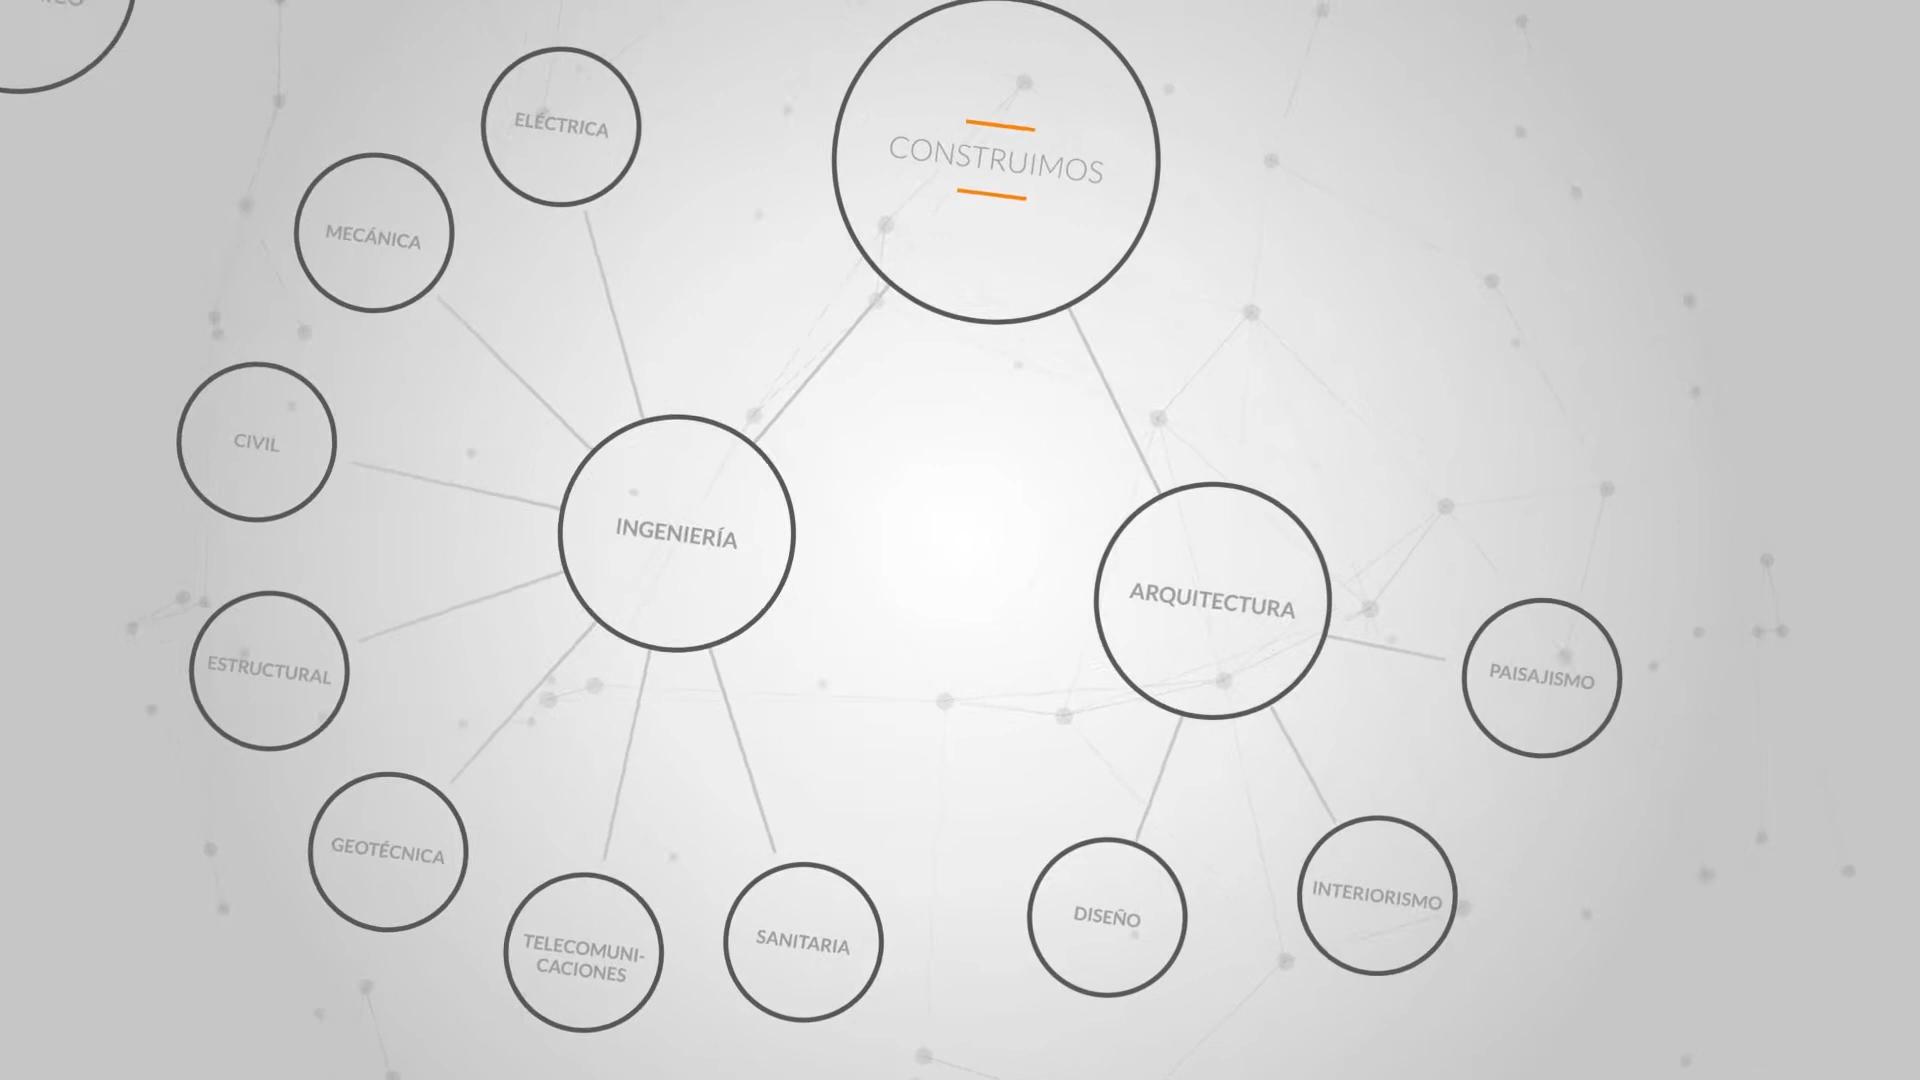 ELÉCTRICA
CONSTRUIMOS
MECÁNICA
CIVIL
INGENIERÍA
ARQUITECTURA
ESTRUCTURAL
PAISAJISMO
GEOTÉCNICA
TELECOMUNI-
CACIONES
SANITARIA
DISEÑO
INTERIORISMO